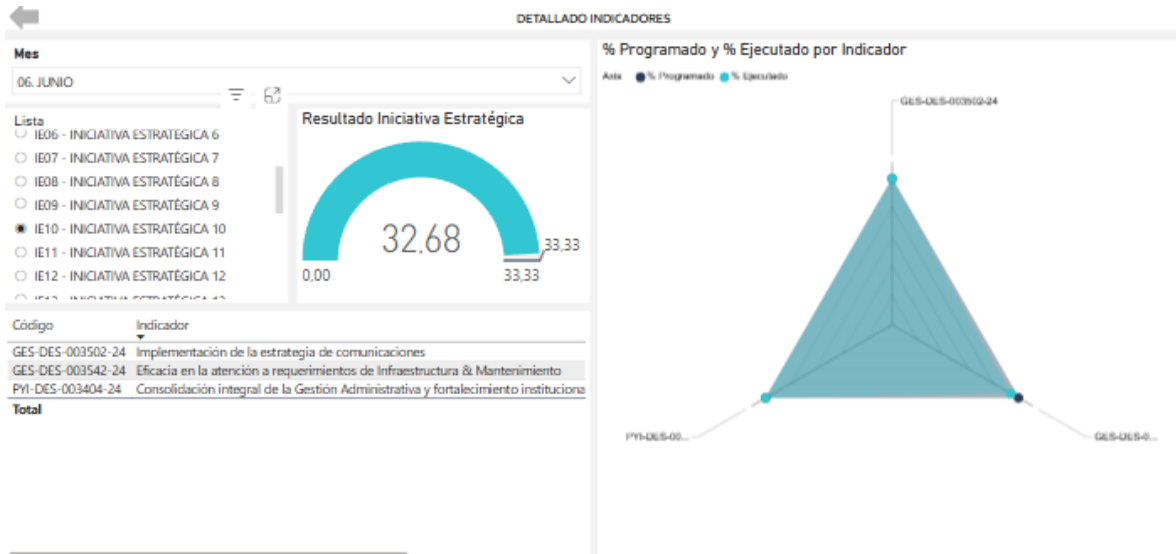 DETALLADO INDICADORES
Mes
06. JUNIO
Lista
IE06 - INICIATIVA ESTRATÉGICA 6
IE07 - INICIATIVA ESTRATÉGICA 7
IE08 - INICIATIVA ESTRATÉGICA 8
IE09 - INICIATIVA ESTRATÉGICA 9
IE10 - INICIATIVA ESTRATÉGICA 10
IE11 - INICIATIVA ESTRATÉGICA 11
IE12 - INICIATIVA ESTRATÉGICA 12
Resultado Iniciativa Estratégica
32,68
33,33
0,00
33,33
Código Indicador
GES-DES-003502-24 Implementación de la estrategia de comunicaciones
GES-DES-003542-24 Eficacia en la atención a requerimientos de Infraestructura & Mantenimiento
PYI-DES-003404-24 Consolidación integral de la Gestión Administrativa y fortalecimiento instituciona
Total
% Programado y % Ejecutado por Indicador
Axis % Programado % Ejecutado
GES-DES-003502-24
PYI-DES-00...
GES-DES-0...